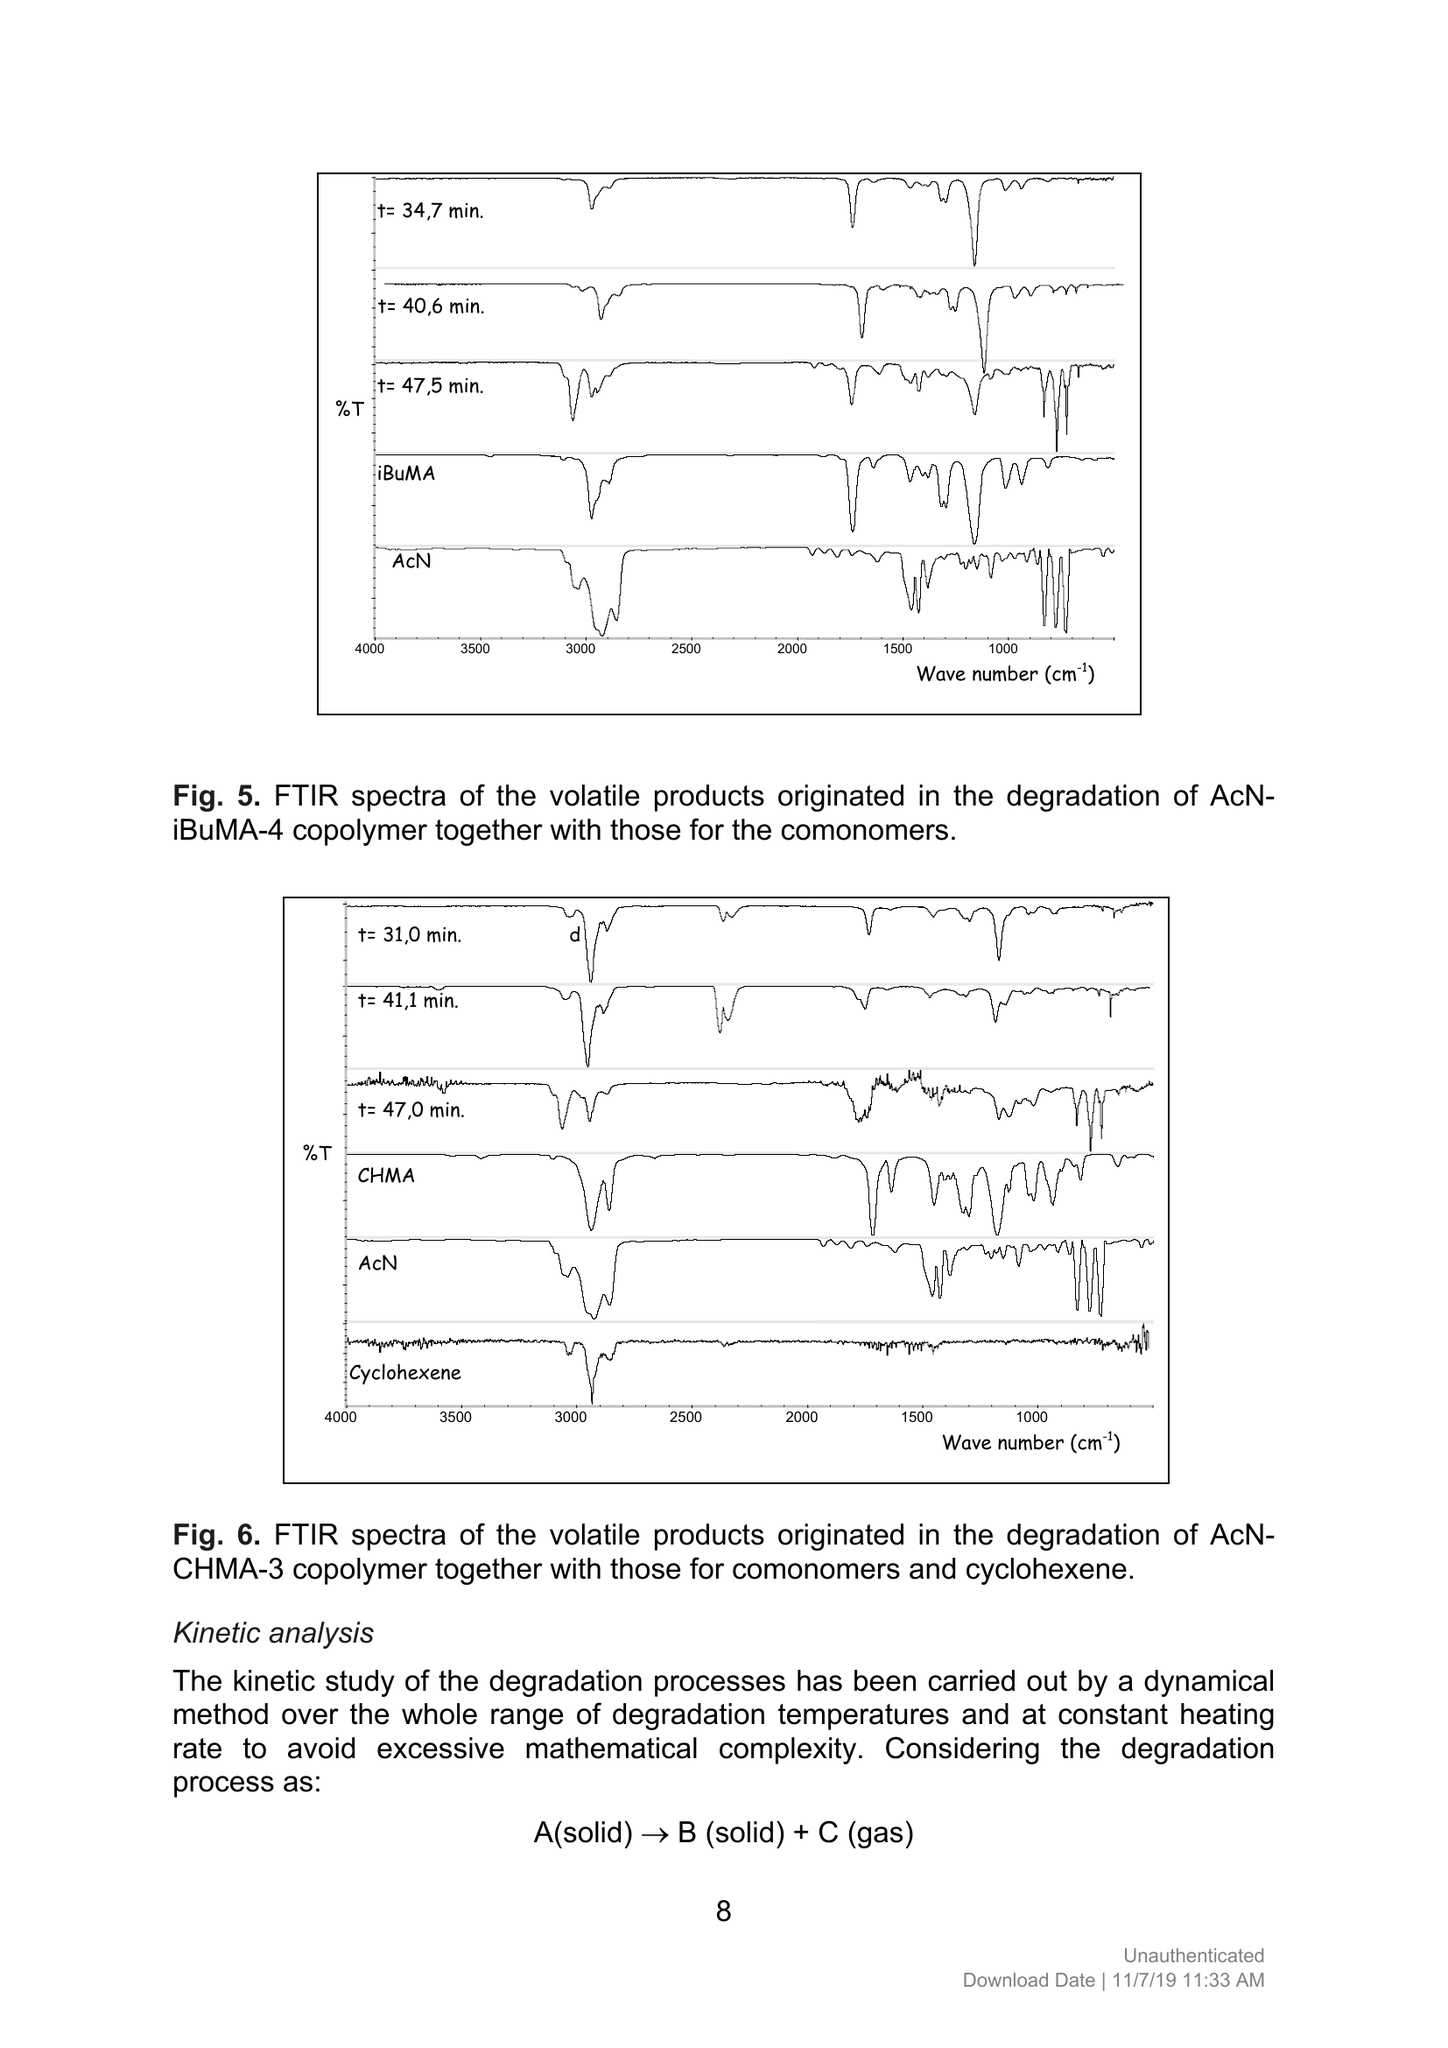 t= 34,7 min.
t= 40,6 min.
t= 47,5 min.
%T
iBuMA
AcN
4000 3500 3000 2500 2000 1500 1000
Wave number (cm-1)
Fig. 5. FTIR spectra of the volatile products originated in the degradation of AcN-
iBuMA-4 copolymer together with those for the comonomers.
t= 31,0 min.
d
t= 41,1 min.
t= 47,0 min.
%T
CHMA
AcN
Cyclohexene
4000 3500 3000 2500 2000 1500 1000
Wave number (cm-1)
Fig. 6. FTIR spectra of the volatile products originated in the degradation of AcN-
CHMA-3 copolymer together with those for comonomers and cyclohexene.
Kinetic analysis
The kinetic study of the degradation processes has been carried out by a dynamical
method over the whole range of degradation temperatures and at constant heating
rate to avoid excessive mathematical complexity. Considering the degradation
process as:
A(solid) → B (solid) + C (gas)
8
Unauthenticated
Download Date | 11/7/19 11:33 AM